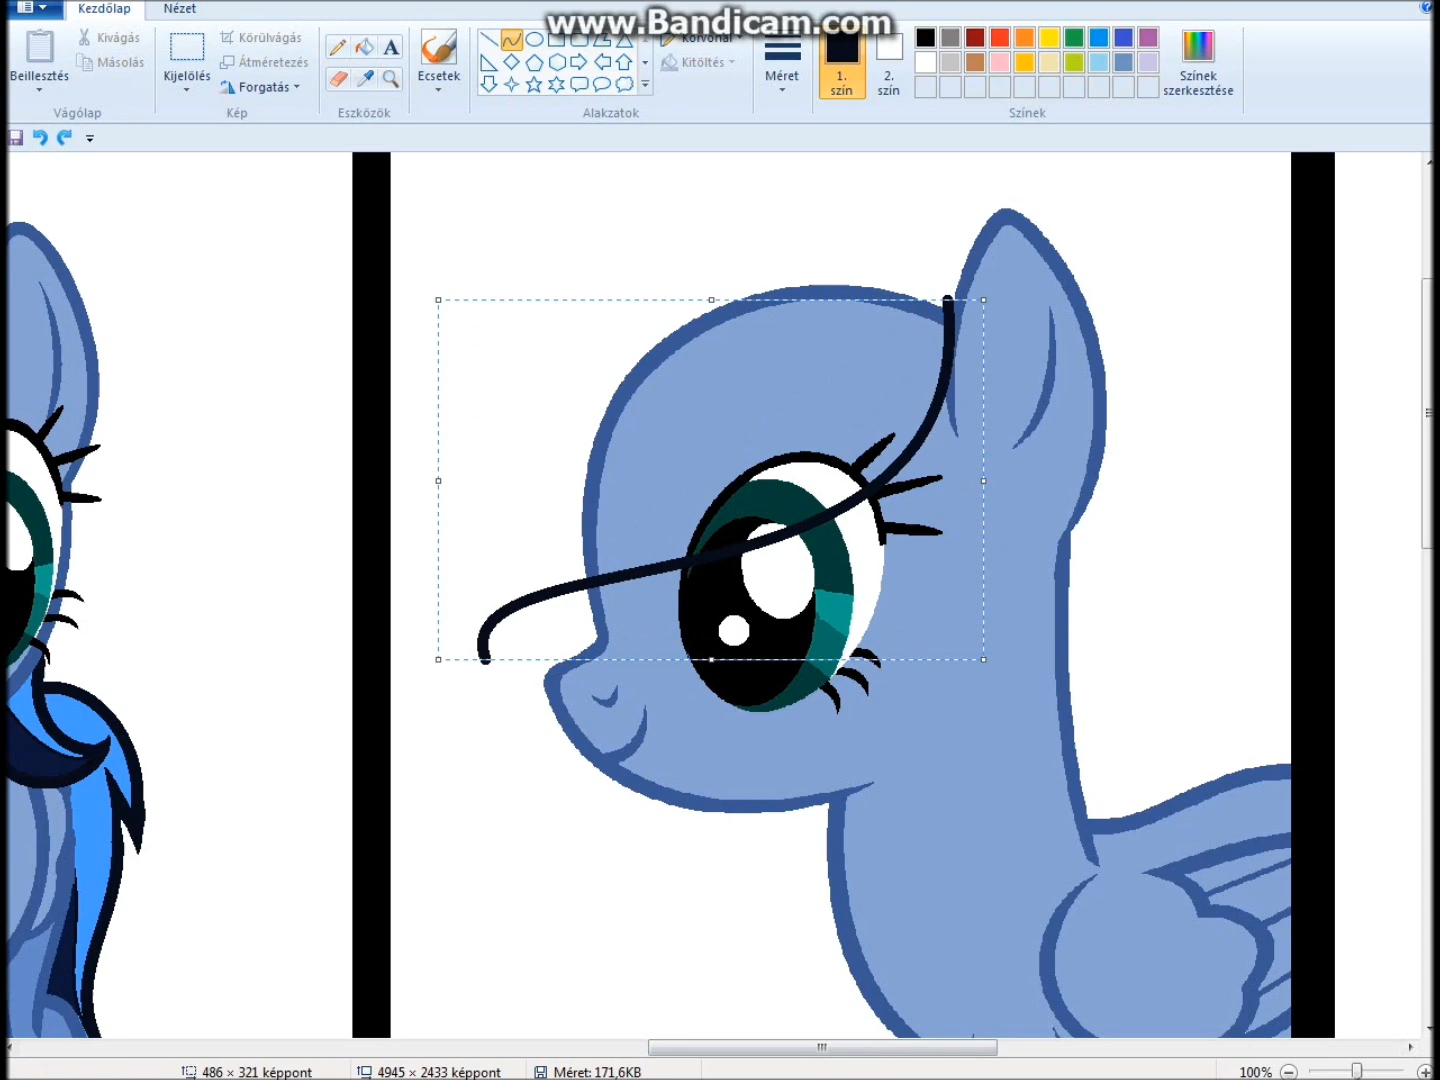 www.Bandicam.com
Kezdőlap
Nézet
Beillesztés
Kivágás
Másolás
Vágólap
Kijelölés
Körülvágás
Átméretezés
Forgatás
Kép
A
Eszközök
Ecsetek
Körvonal
Kitöltés
Alakzatok
Méret
1.
szín
2.
szín
Színek
szerkesztése
Színek
486 × 321 képpont
4945 × 2433 képpont
Méret: 171,6KB
100%